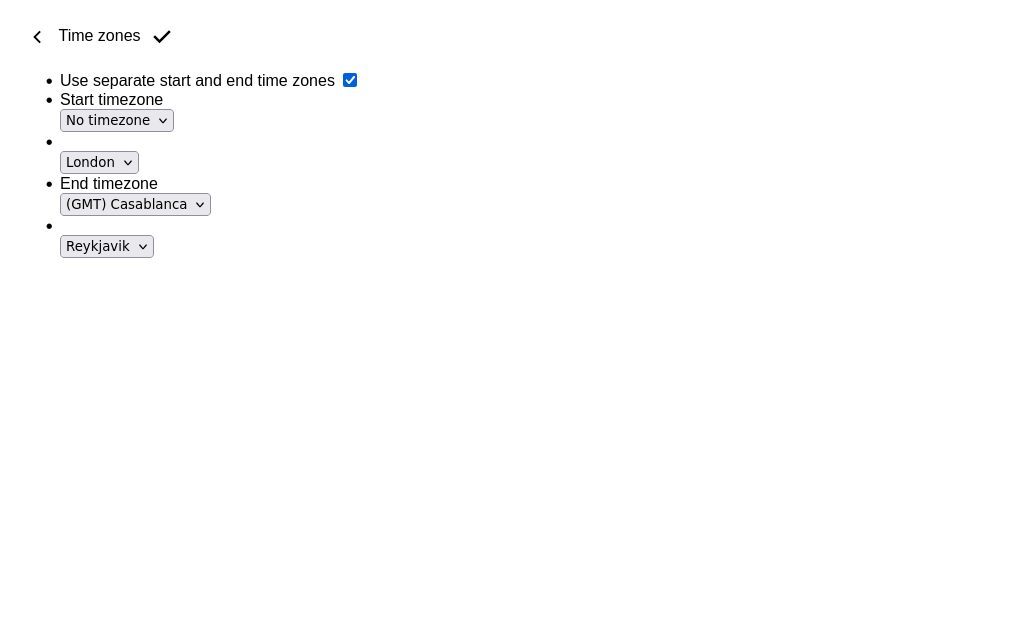 Time zones
Use separate start and end time zones
Start timezone
No timezone
London
End timezone
(GMT) Casablanca
Reykjavik